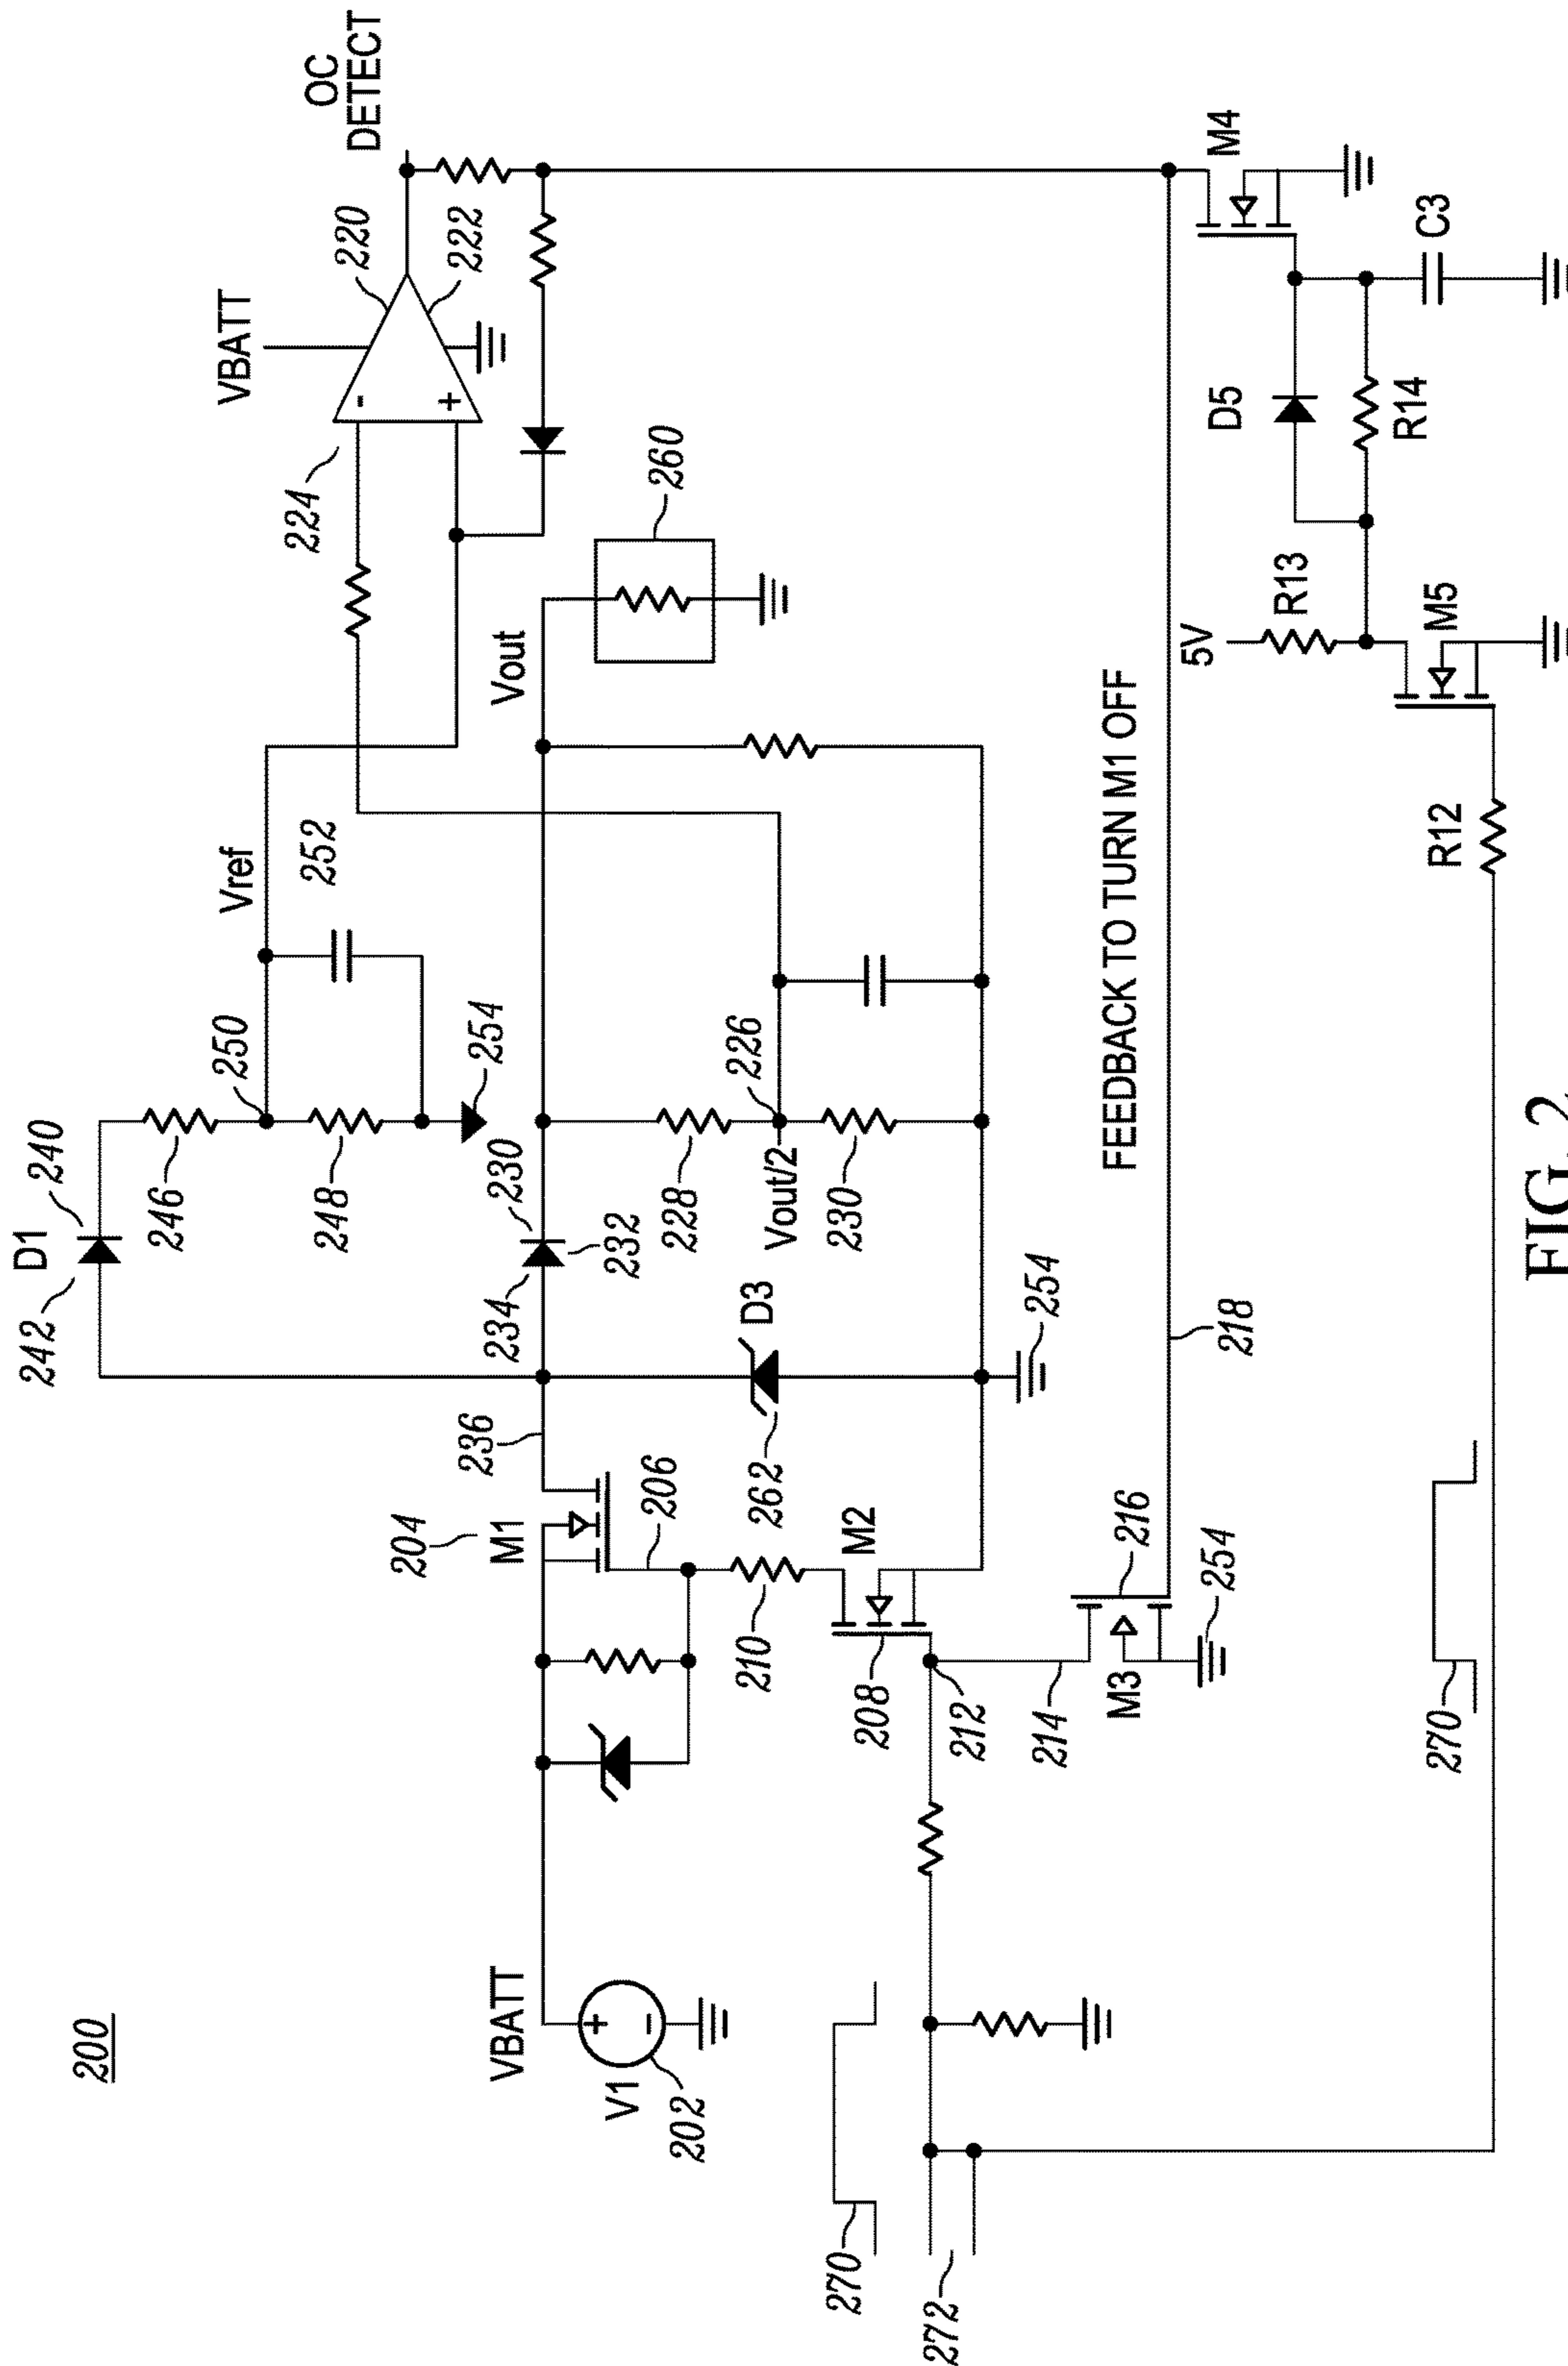 200
D1
242
240
246
250
248
Vref
252
254
VBATT
224
220
222
OC
DETECT
VBATT
V1
202
204
M1
236
206
234
230
232
228
226
Vout/2
230
Vout
260
D3
262
254
210
M2
208
212
214
M3
216
254
218
FEEDBACK TO TURN M1 OFF
M4
C3
D5
R14
5V
R13
M5
R12
270
272
270
FIG. 2